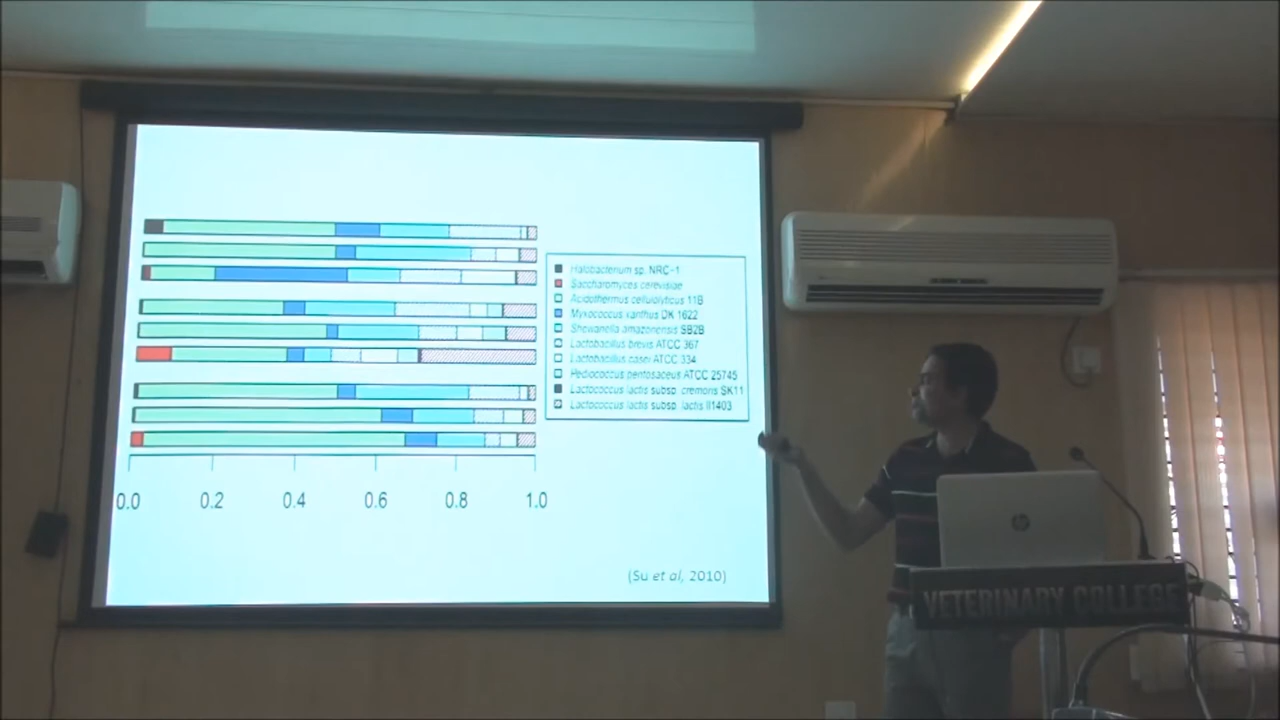 Halobacterium sp. NRC-1
Saccharomyces cerevisiae
Acidothermus cellulolyticus 11B
Myxococcus xanthus DK 1622
Shewanella amazonensis SB2B
Lactobacillus brevis ATCC 367
Lactobacillus casei ATCC 334
Pediococcus pentosaceus ATCC 25745
Lactococcus lactis subsp. cremoris SK11
Lactococcus lactis subsp. lactis Il1403
0.0 0.2 0.4 0.6 0.8 1.0
(Su et al, 2010)
hp
VETERINARY COLLEGE